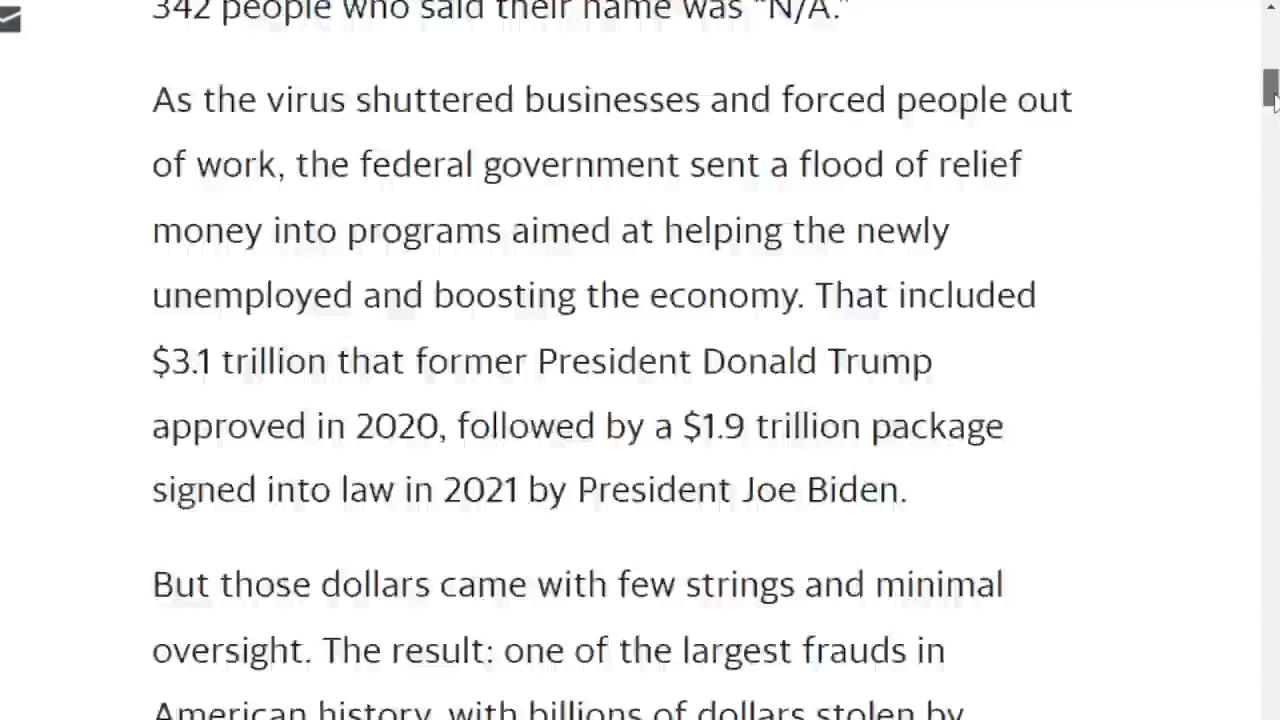 342 people who said their name was “N/A.”
As the virus shuttered businesses and forced people out
of work, the federal government sent a flood of relief
money into programs aimed at helping the newly
unemployed and boosting the economy. That included
$3.1 trillion that former President Donald Trump
approved in 2020, followed by a $1.9 trillion package
signed into law in 2021 by President Joe Biden.
But those dollars came with few strings and minimal
oversight. The result: one of the largest frauds in
American history, with billions of dollars stolen by